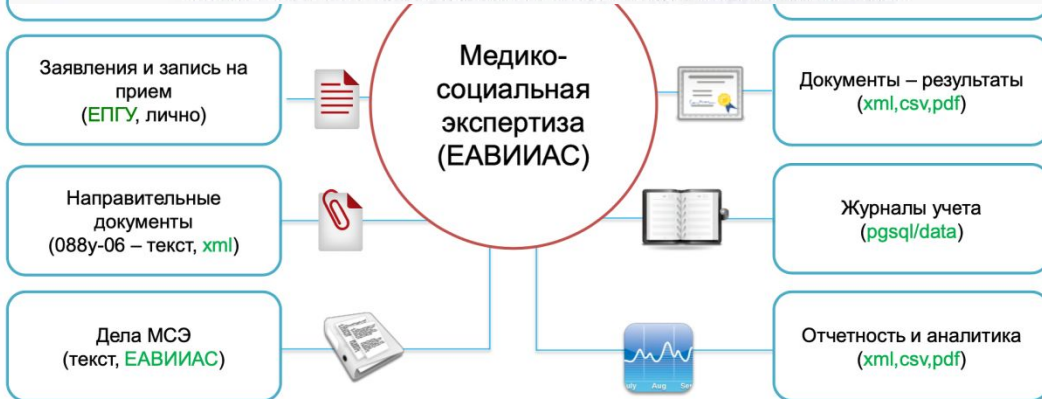 Заявления и запись на
прием
(ЕПГУ, лично)
Направительные
документы
(088у-06 – текст, xml)
Дела МСЭ
(текст, ЕАВИИАС)
Медико-
социальная
экспертиза
(ЕАВИИАС)
Документы – результаты
(xml,csv,pdf)
Журналы учета
(pgsql/data)
Отчетность и аналитика
(xml,csv,pdf)
Aug